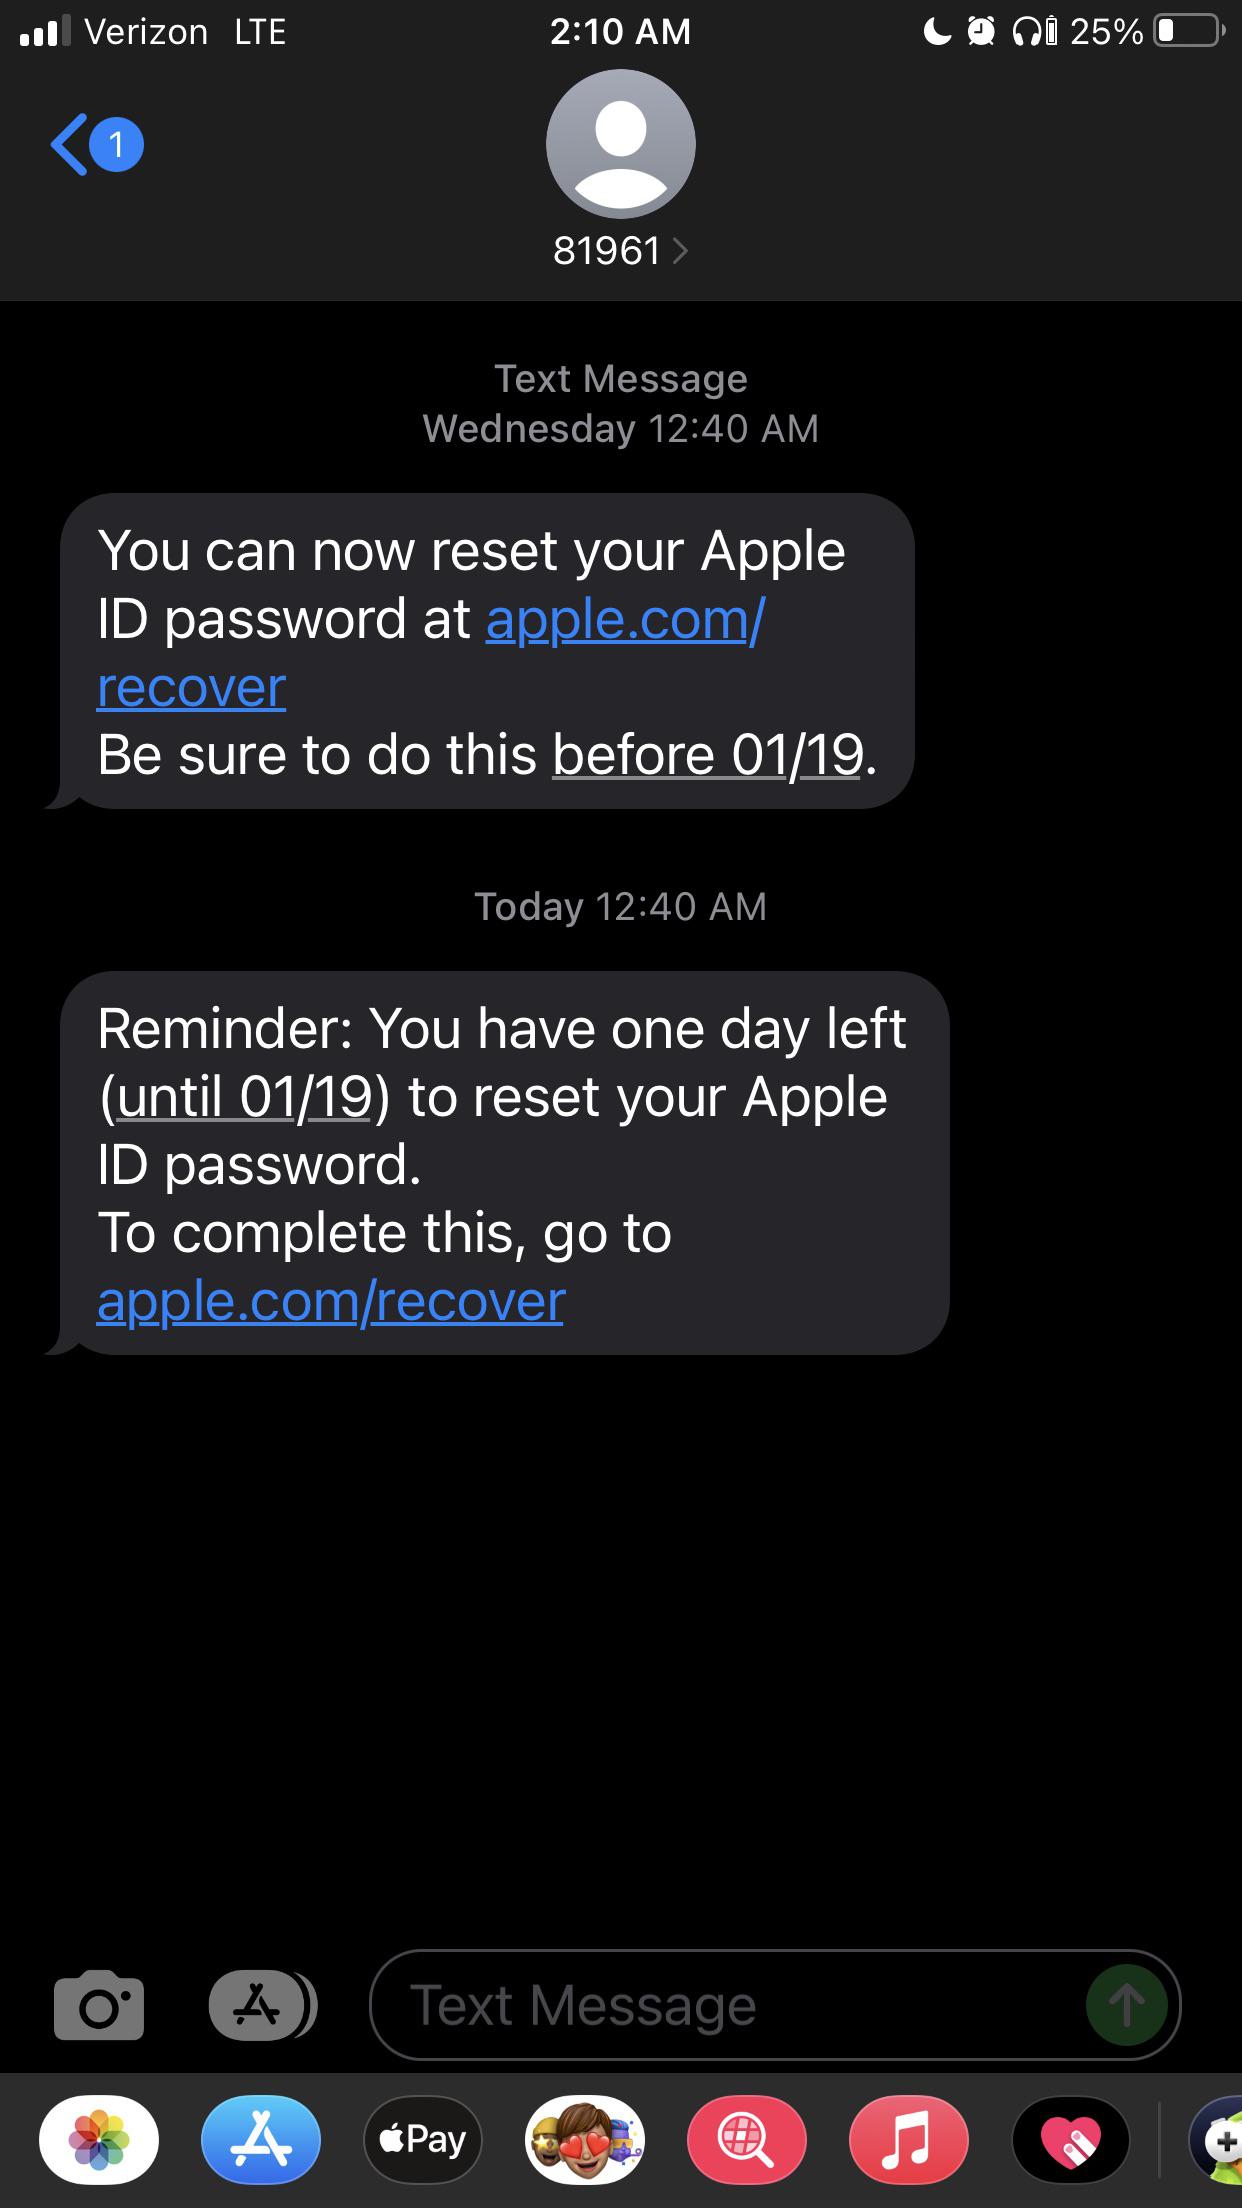 Verizon LTE 2:10 AM 25%
1
81961
Text Message
Wednesday 12:40 AM
You can now reset your Apple
ID password at apple.com/
recover
Be sure to do this before 01/19.
Today 12:40 AM
Reminder: You have one day left
(until 01/19) to reset your Apple
ID password.
To complete this, go to
apple.com/recover
Text Message
Pay